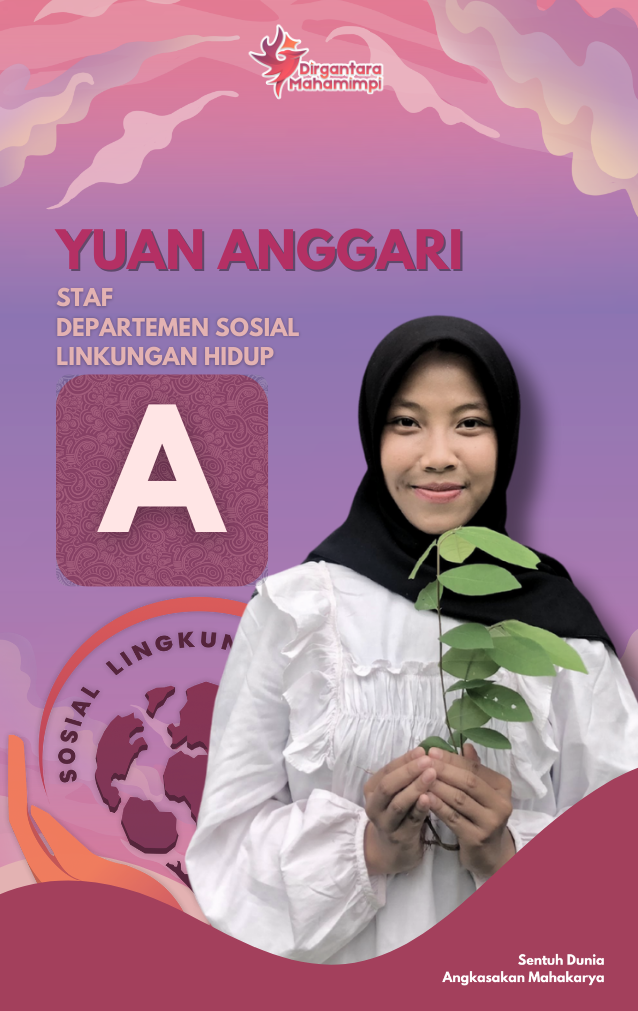 Dirgantara
Mahamimpi
YUAN ANGGARI
STAF
DEPARTEMEN SOSIAL
LINKUNGAN HIDUP
A
SOSIAL LINGKUN
Sentuh Dunia
Angkasakan Mahakarya